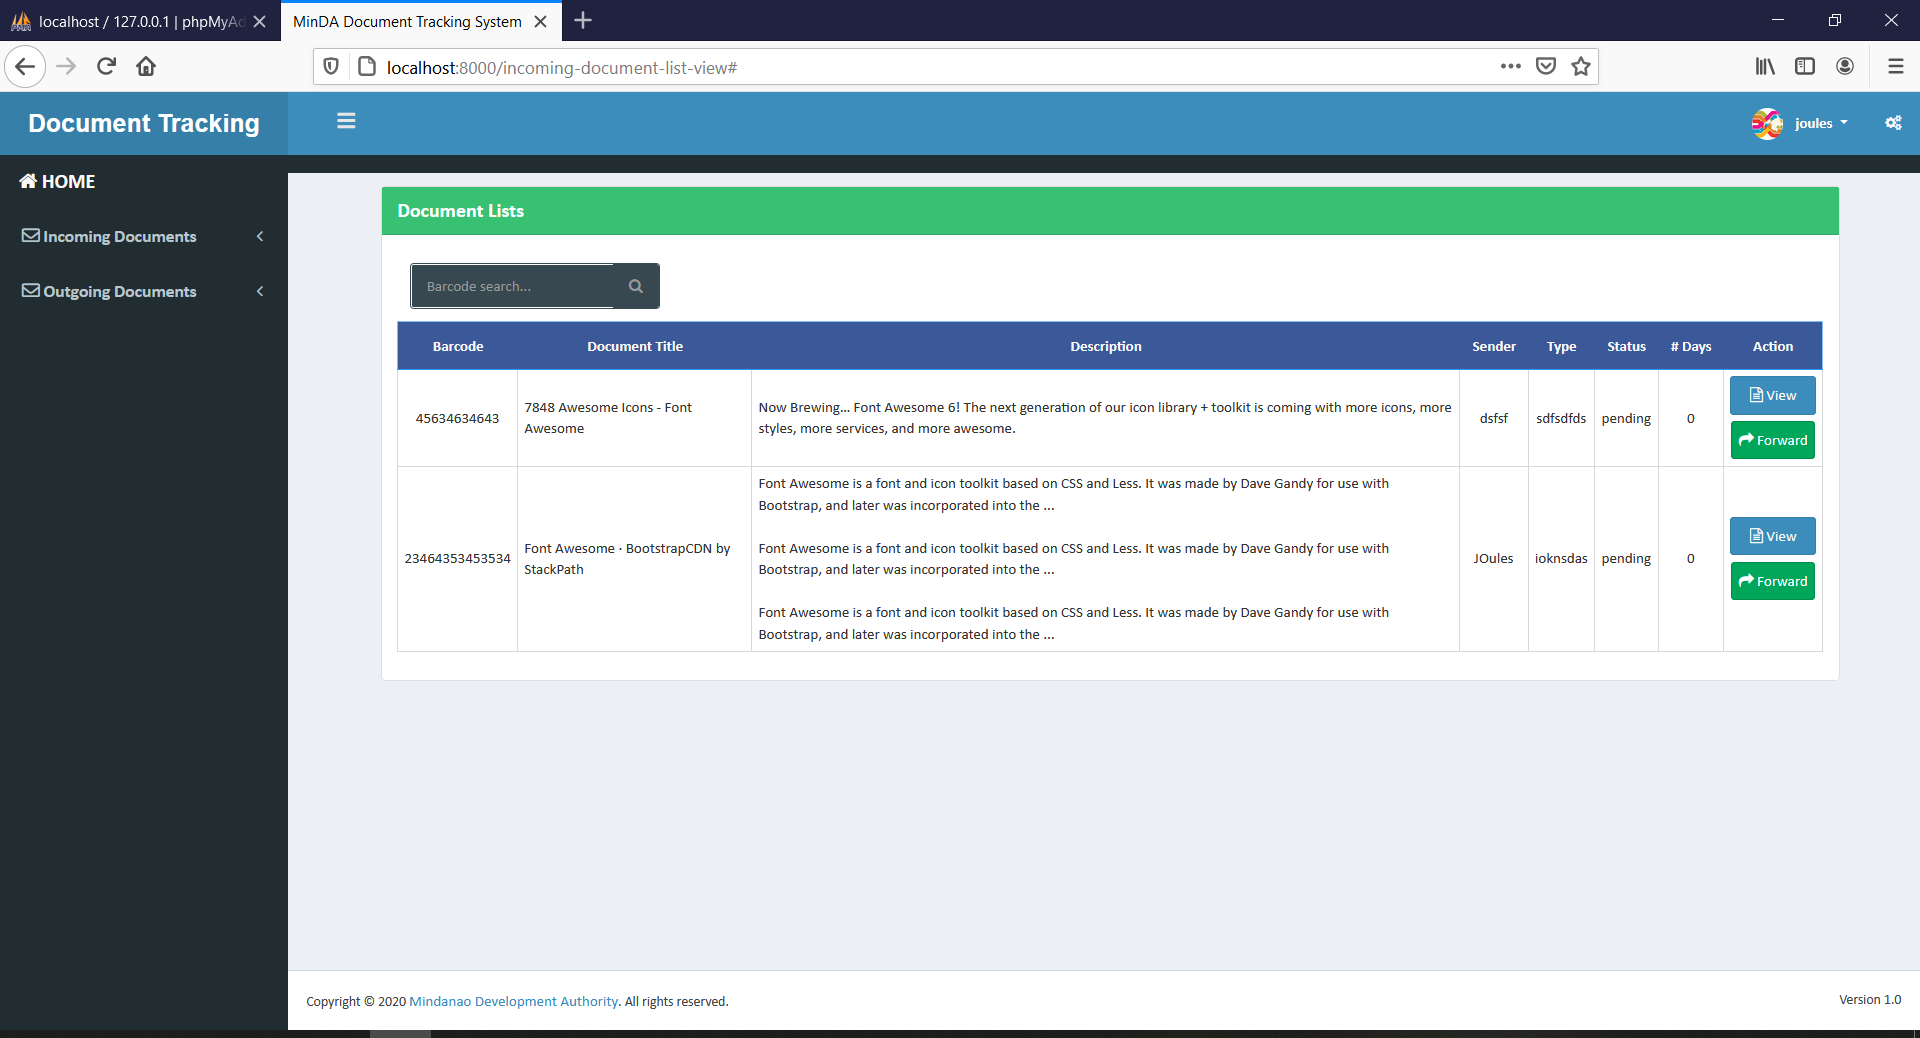 localhost / 127.0.0.1 | phpMyAd
MinDA Document Tracking System
localhost:8000/incoming-document-list-view#
Document Tracking
joules
HOME
Incoming Documents
Outgoing Documents
Document Lists
Barcode search...
Barcode Document Title Description Sender Type Status # Days Action
45634634643
7848 Awesome Icons - Font
Awesome
Now Brewing... Font Awesome 6! The next generation of our icon library + toolkit is coming with more icons, more
styles, more services, and more awesome.
dsfsf
sdfsdfds
pending
0
View
Forward
23464353453534
Font Awesome · BootstrapCDN by
StackPath
Font Awesome is a font and icon toolkit based on CSS and Less. It was made by Dave Gandy for use with
Bootstrap, and later was incorporated into the ...
Font Awesome is a font and icon toolkit based on CSS and Less. It was made by Dave Gandy for use with
Bootstrap, and later was incorporated into the ...
Font Awesome is a font and icon toolkit based on CSS and Less. It was made by Dave Gandy for use with
Bootstrap, and later was incorporated into the ...
JOules
ioknsdas
pending
0
View
Forward
Copyright © 2020 Mindanao Development Authority. All rights reserved.
Version 1.0